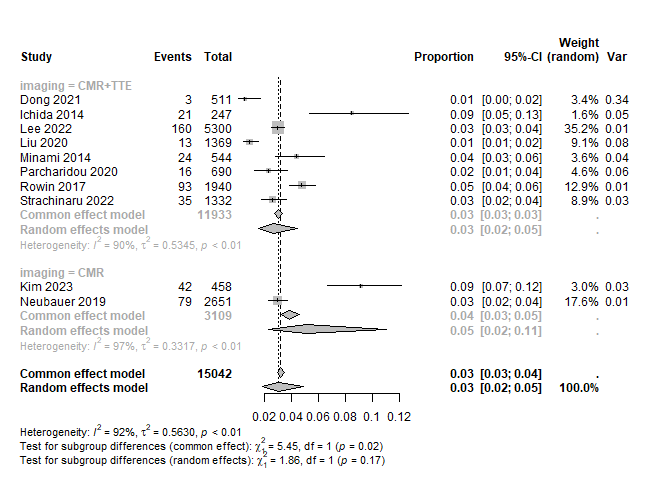 Weight
Study Events Total Proportion 95%-CI (random) Var
imaging = CMR+TTE
Dong 2021 3 511 0.01 [0.00; 0.02] 3.4% 0.34
Ichida 2014 21 247 0.09 [0.05; 0.13] 1.6% 0.05
Lee 2022 160 5300 0.03 [0.03; 0.04] 35.2% 0.01
Liu 2020 13 1369 0.01 [0.01; 0.02] 9.1% 0.08
Minami 2014 24 544 0.04 [0.03; 0.06] 3.6% 0.04
Parcharidou 2020 16 690 0.02 [0.01; 0.04] 4.6% 0.06
Rowin 2017 93 1940 0.05 [0.04; 0.06] 12.9% 0.01
Strachinaru 2022 35 1332 0.03 [0.02; 0.04] 8.9% 0.03
Common effect model 11933 0.03 [0.03; 0.03] .
Random effects model 0.03 [0.02; 0.05] .
Heterogeneity: I² = 90%, τ² = 0.5345, p < 0.01
imaging = CMR
Kim 2023 42 458 0.09 [0.07; 0.12] 3.0% 0.03
Neubauer 2019 79 2651 0.03 [0.02; 0.04] 17.6% 0.01
Common effect model 3109 0.04 [0.03; 0.05] .
Random effects model 0.05 [0.02; 0.11] .
Heterogeneity: I² = 97%, τ² = 0.3317, p < 0.01
Common effect model 15042 0.03 [0.03; 0.04] .
Random effects model 0.03 [0.02; 0.05] 100.0%
0.02 0.04 0.06 0.08 0.1 0.12
Heterogeneity: I² = 92%, τ² = 0.5630, p < 0.01
Test for subgroup differences (common effect): χ²₁ = 5.45, df = 1 (p = 0.02)
Test for subgroup differences (random effects): χ²₁ = 1.86, df = 1 (p = 0.17)